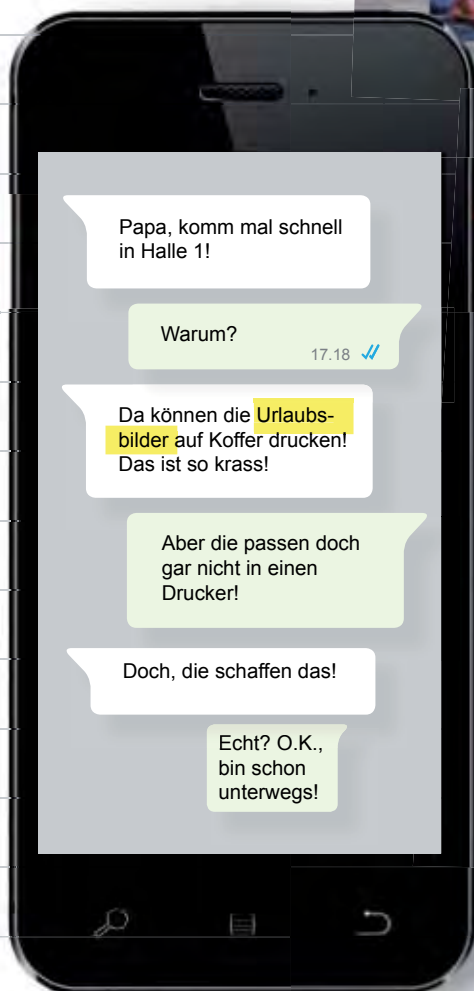 Papa, komm mal schnell
in Halle 1!
Warum?
17.18
Da können die Urlaubs-
bilder auf Koffer drucken!
Das ist so krass!
Aber die passen doch
gar nicht in einen
Drucker!
Doch, die schaffen das!
Echt? O.K.,
bin schon
unterwegs!